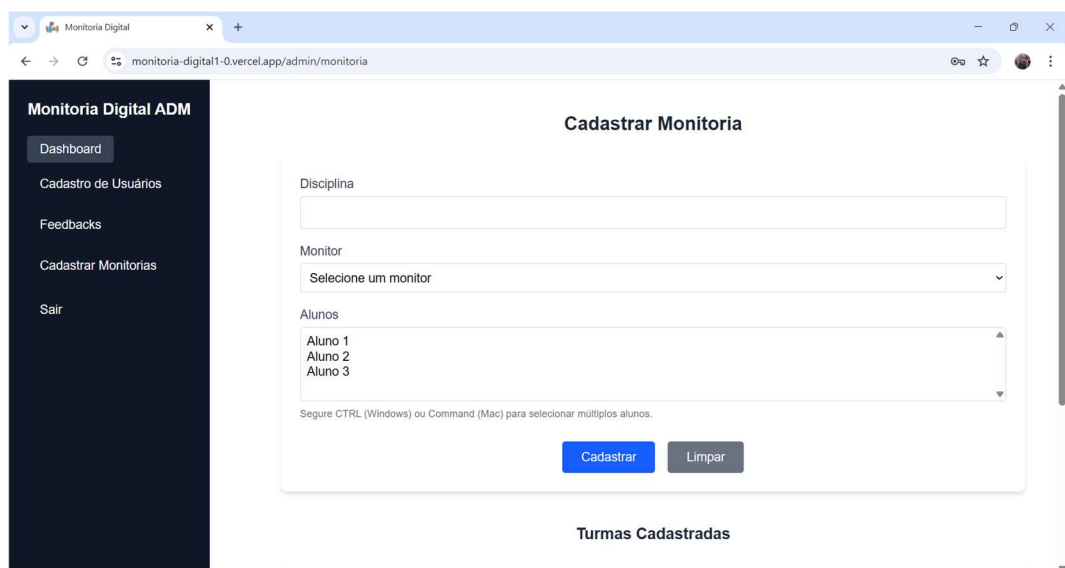 Monitoria Digital
monitoria-digital1-0.vercel.app/admin/monitoria
Monitoria Digital ADM
Dashboard
Cadastro de Usuários
Feedbacks
Cadastrar Monitorias
Sair
Cadastrar Monitoria
Disciplina
Monitor
Selecione um monitor
Alunos
Aluno 1
Aluno 2
Aluno 3
Segure CTRL (Windows) ou Command (Mac) para selecionar múltiplos alunos.
Cadastrar Limpar
Turmas Cadastradas